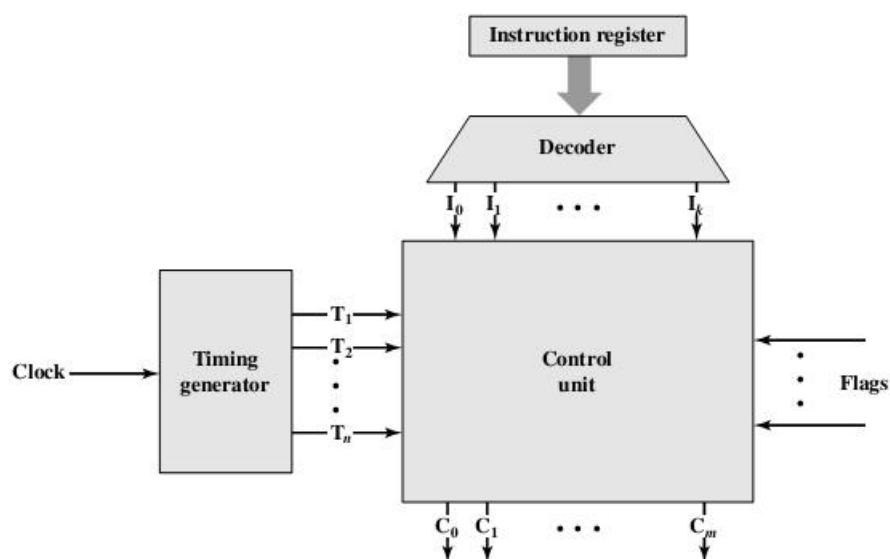 Instruction register
Decoder
I₀ I₁ • • • Iₖ
T₁
T₂
Tₙ
Clock
Timing
generator
Control
unit
Flags
C₀ C₁ • • • Cₘ